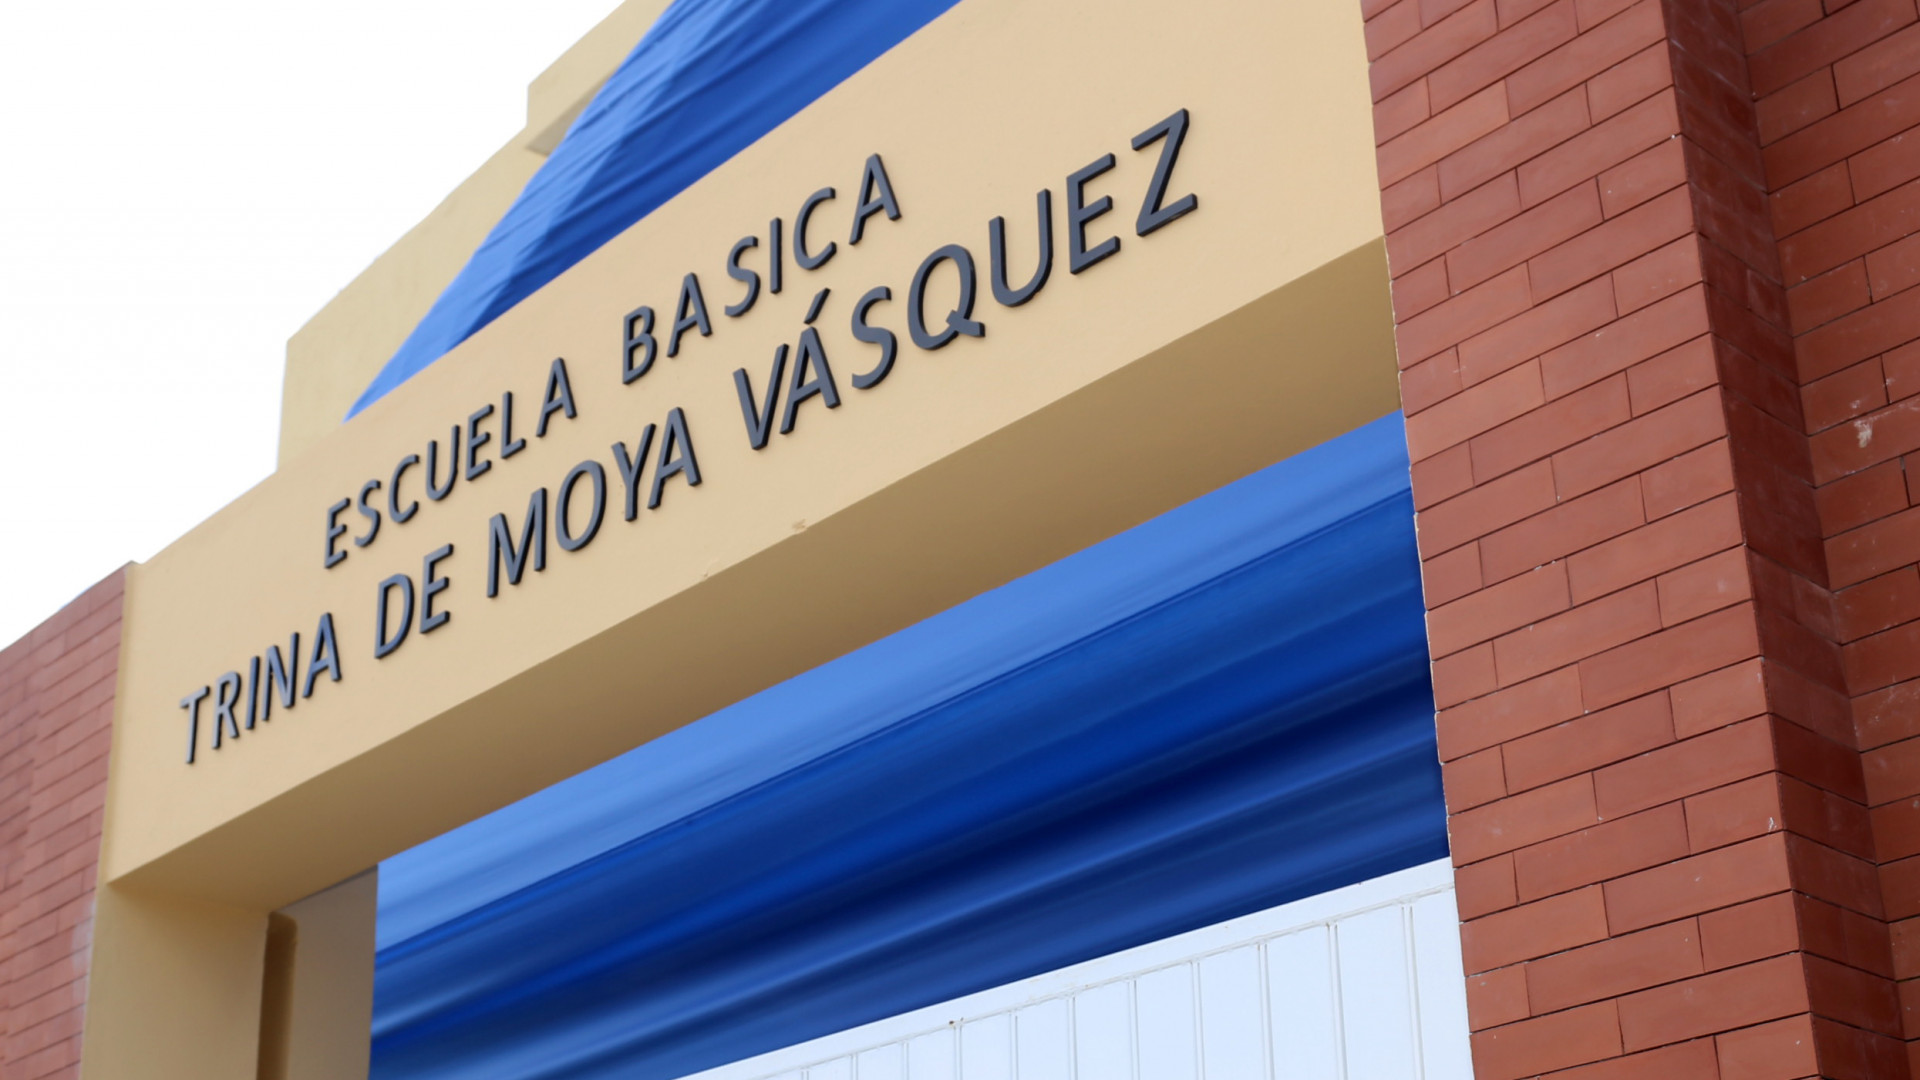 ESCUELA BASICA
TRINA DE MOYA VÁSQUEZ